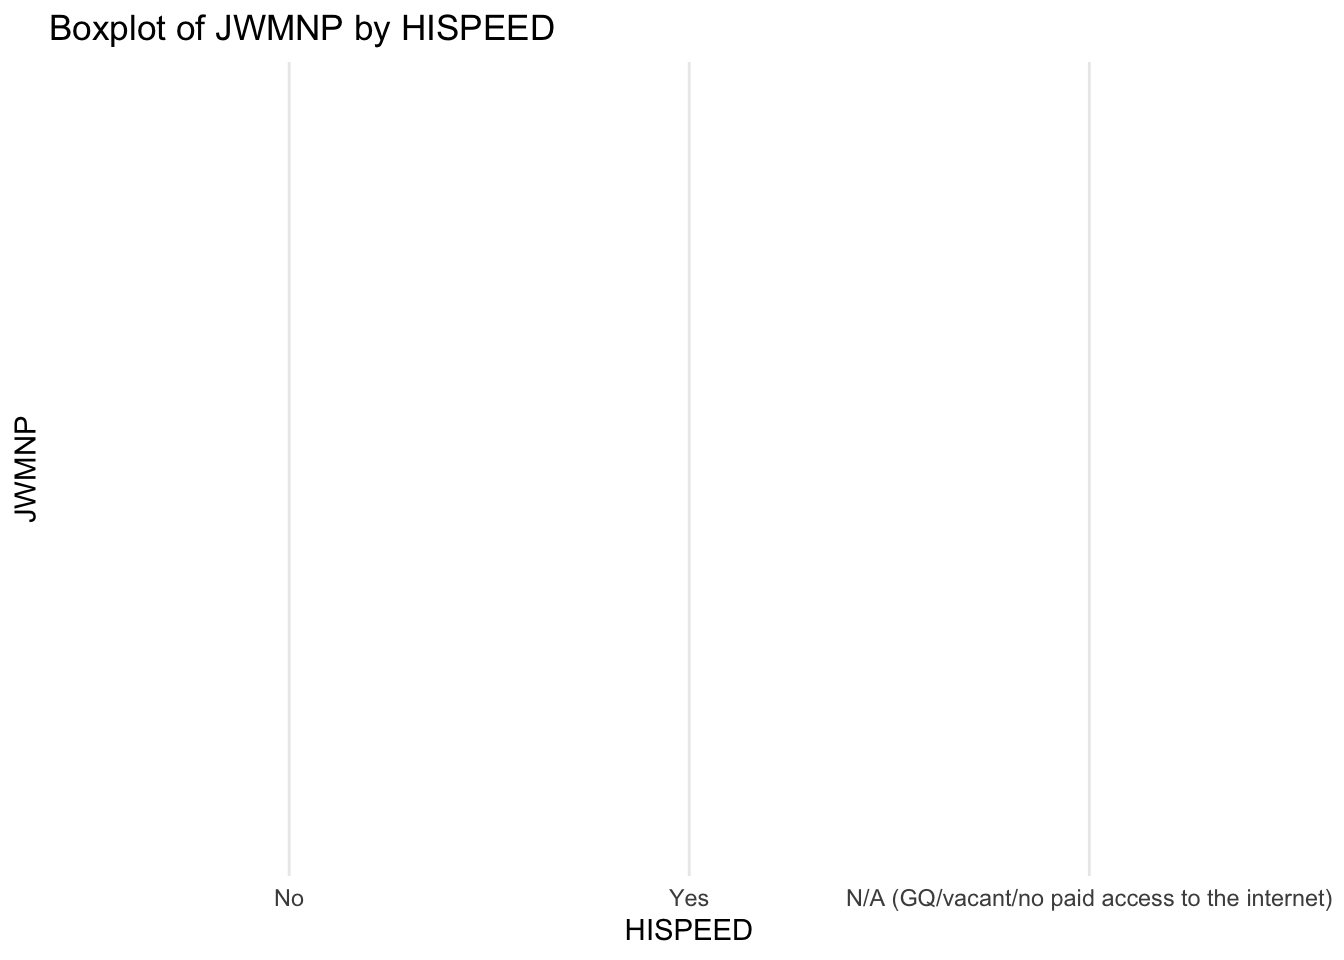 Boxplot of JWMNP by HISPEED
JWMNP
No
Yes
N/A (GQ/vacant/no paid access to the internet)
HISPEED